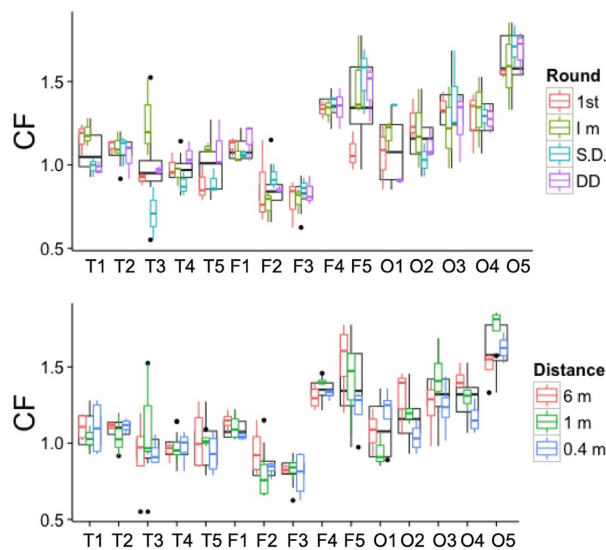 CF
1.5
1.0
0.5
T1 T2 T3 T4 T5 F1 F2 F3 F4 F5 O1 O2 O3 O4 O5
Round
1st
I m
S.D.
DD
CF
1.5
1.0
0.5
T1 T2 T3 T4 T5 F1 F2 F3 F4 F5 O1 O2 O3 O4 O5
Distance
6 m
1 m
0.4 m